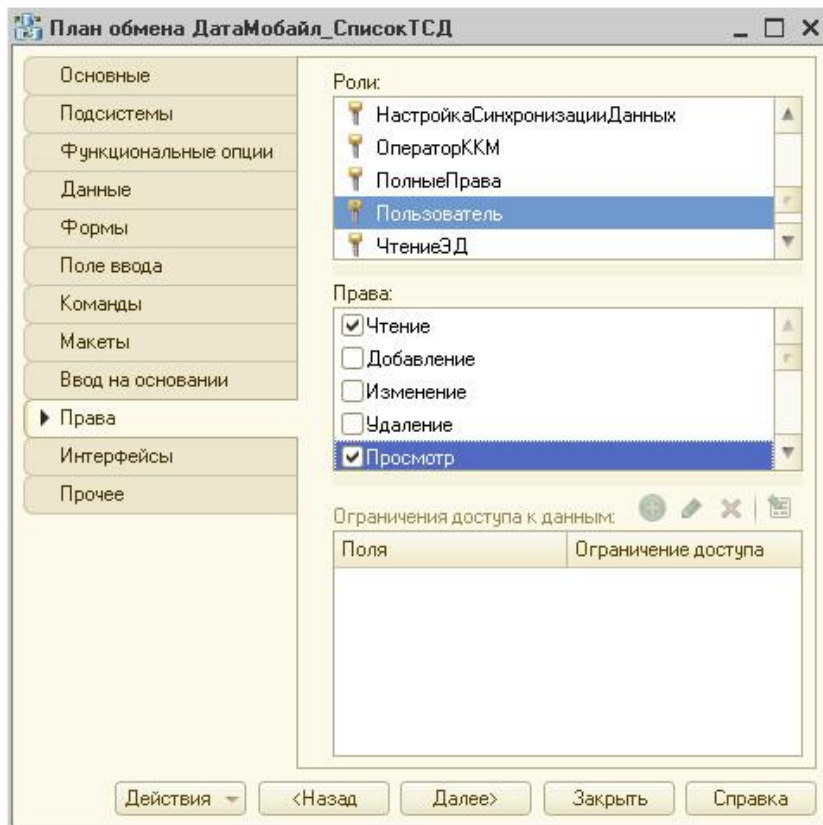 План обмена ДатаМобайл_СписокТСД
Основные
Подсистемы
Функциональные опции
Данные
Формы
Поле ввода
Команды
Макеты
Ввод на основании
Права
Интерфейсы
Прочее
Роли:
НастройкаСинхронизацииДанных
ОператорККМ
ПолныеПрава
Пользователь
ЧтениеЭД
Права:
Чтение
Добавление
Изменение
Удаление
Просмотр
Ограничения доступа к данным:
Поля Ограничение доступа
Действия <Назад Далее> Закрыть Справка